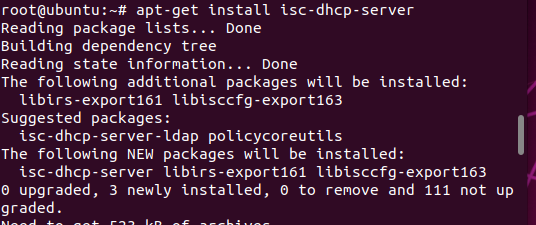 root@ubuntu:~# apt-get install isc-dhcp-server
Reading package lists... Done
Building dependency tree
Reading state information... Done
The following additional packages will be installed:
  libirs-export161 libisccfg-export163
Suggested packages:
  isc-dhcp-server-ldap policycoreutils
The following NEW packages will be installed:
  isc-dhcp-server libirs-export161 libisccfg-export163
0 upgraded, 3 newly installed, 0 to remove and 111 not up
graded.
Need to get 523 kB of archives